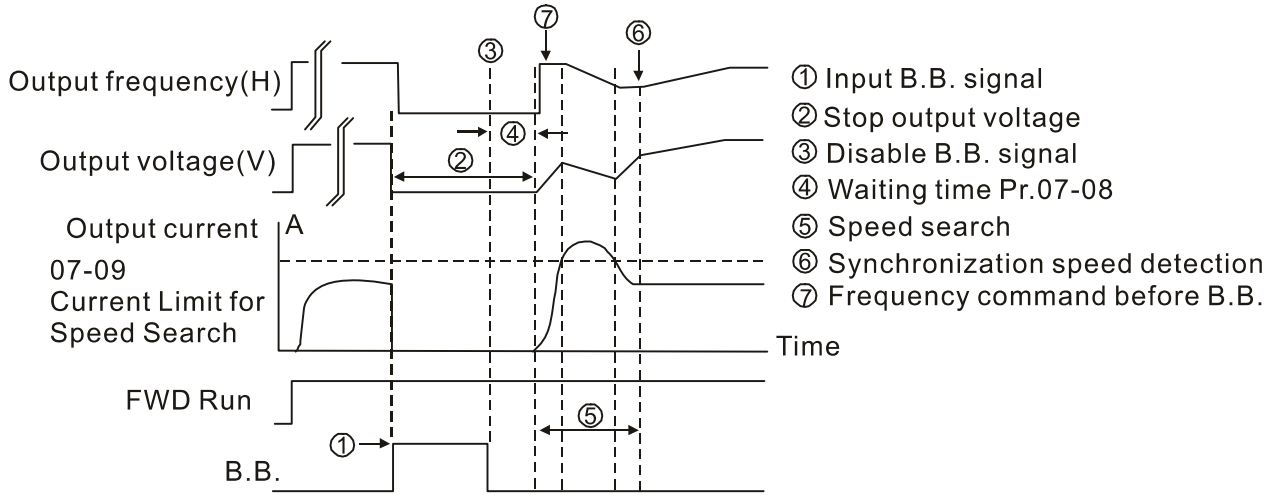 ⑦
⑥
③
Output frequency(H)
① Input B.B. signal
② Stop output voltage
④
Output voltage(V)
②
③ Disable B.B. signal
④ Waiting time Pr.07-08
Output current
A
⑤ Speed search
07-09
Current Limit for
Speed Search
⑥ Synchronization speed detection
⑦ Frequency command before B.B.
Time
FWD Run
⑤
①
B.B.